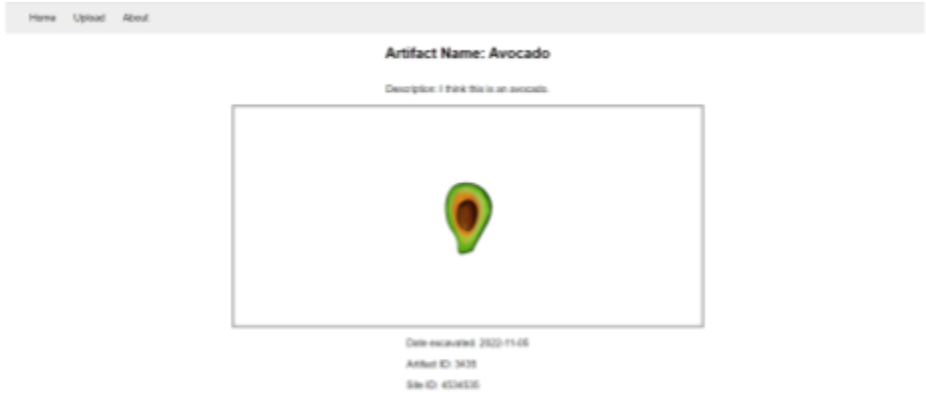 Home Upload About
Artifact Name: Avocado
Description: I think this is an avocado.
Date excavated: 2022-11-05
Artifact ID: 3435
Site ID: 4534535